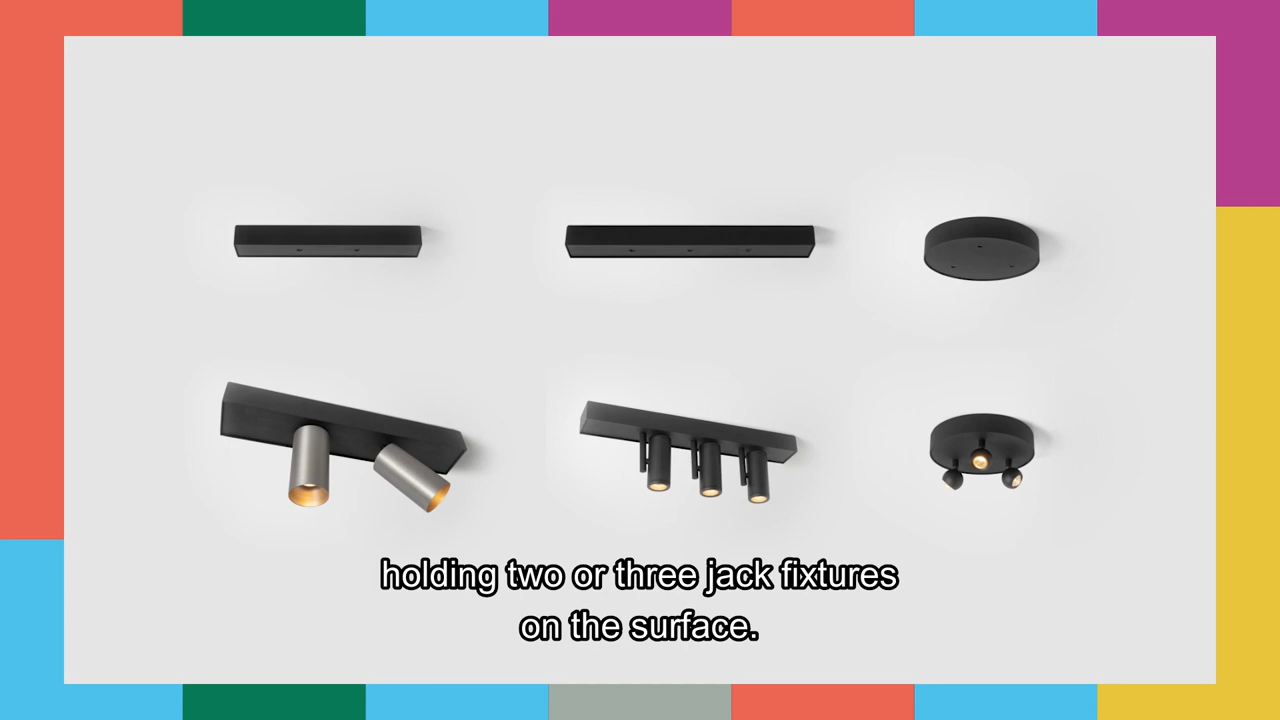 holding two or three jack fixtures
on the surface.